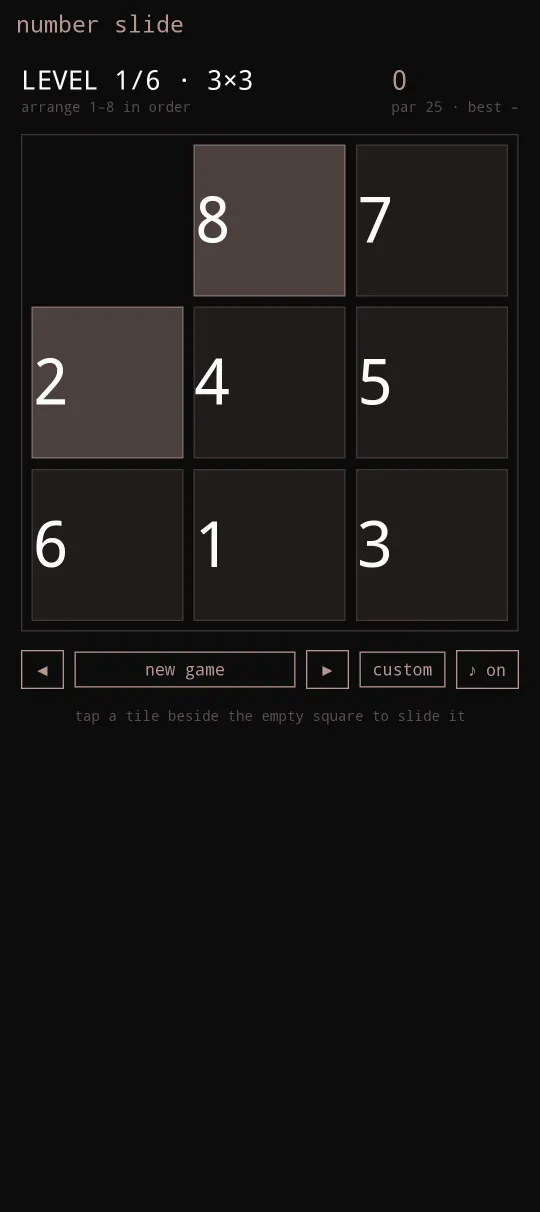 number slide
LEVEL 1/6 · 3×3
0
arrange 1–8 in order
par 25 · best –
8 7
2 4 5
6 1 3
◀ new game ▶ custom ♪ on
tap a tile beside the empty square to slide it